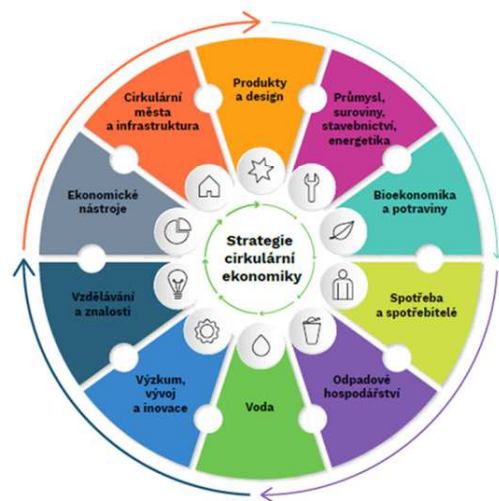 Produkty
a design
Průmysl,
suroviny,
stavebnictví,
energetika
Bioekonomika
a potraviny
Spotřeba
a spotřebitelé
Odpadové
hospodářství
Voda
Výzkum,
vývoj
a inovace
Vzdělávání
a znalosti
Ekonomické
nástroje
Cirkulární
města
a infrastruktura
Strategie
cirkulární
ekonomiky